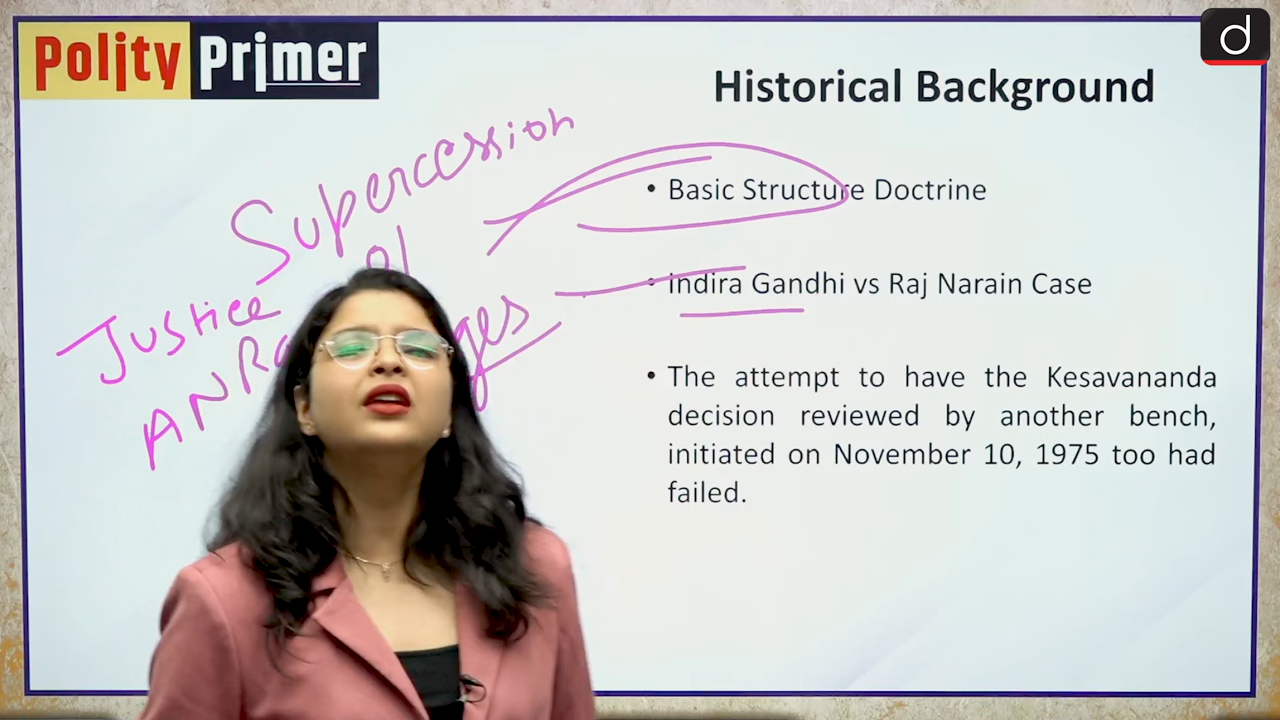 Polity Primer
d
Historical Background
Supercession
of
Justice
• Basic Structure Doctrine
• Indira Gandhi vs Raj Narain Case
• The attempt to have the Kesavananda
decision reviewed by another bench,
initiated on November 10, 1975 too had
failed.